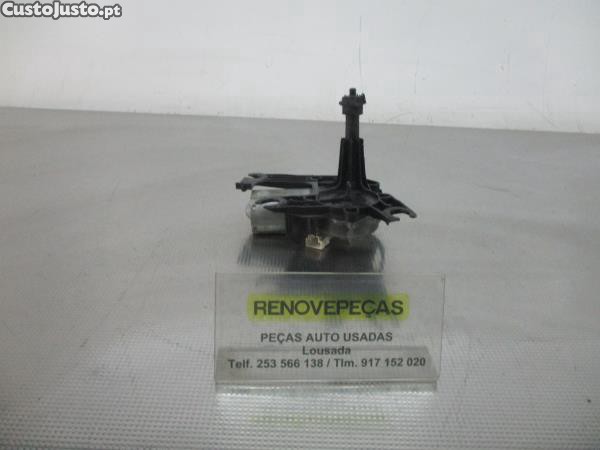 CustoJusto.pt
RENOVEPEÇAS
PEÇAS AUTO USADAS
Lousada
Telf. 253 566 138 / Tlm. 917 152 020